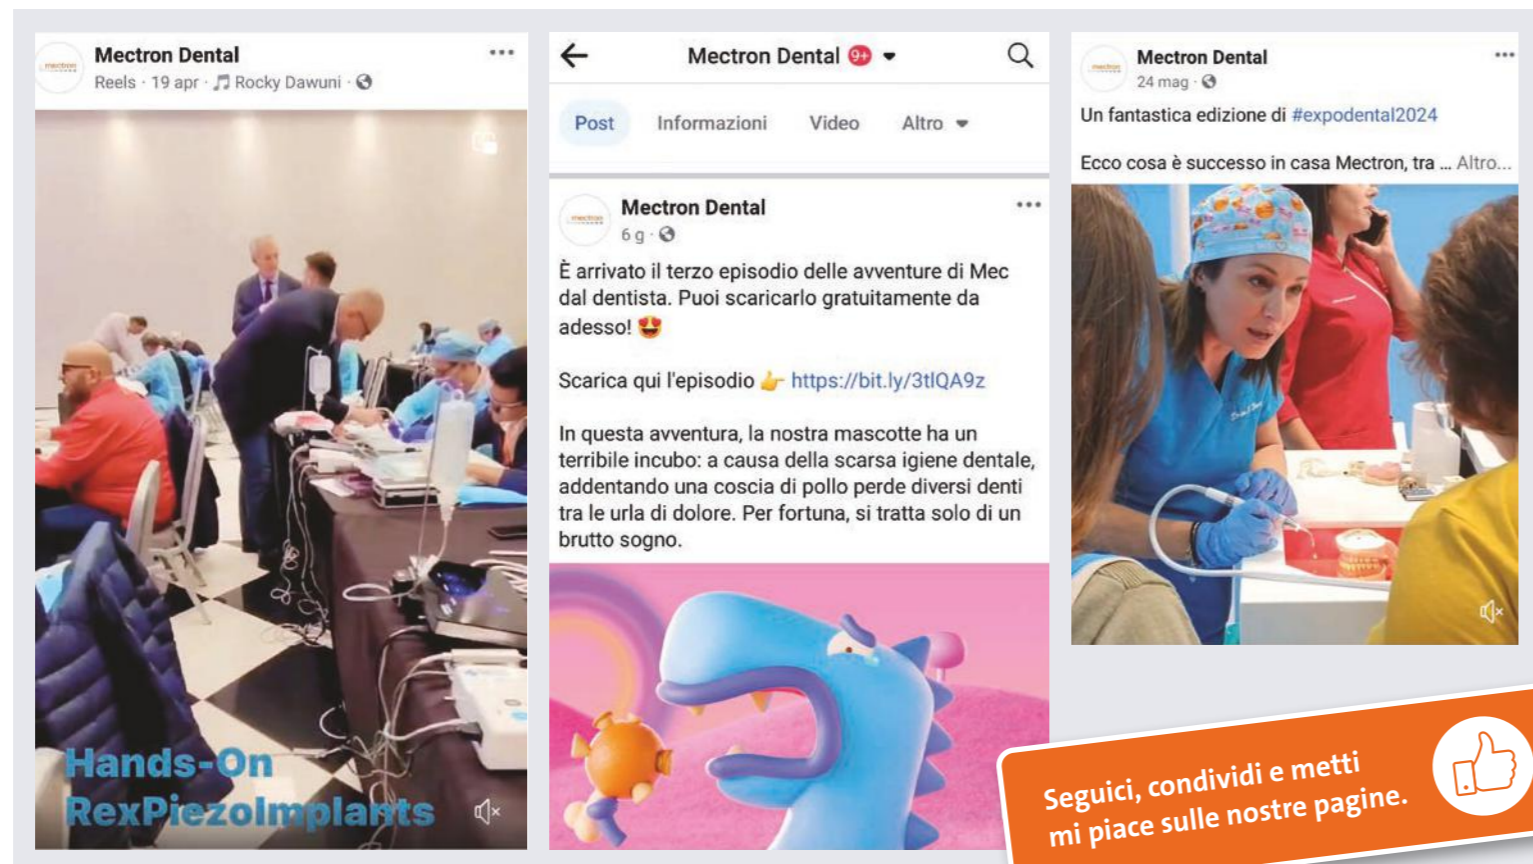 Mectron Dental
Reels · 19 apr · Rocky Dawuni ·
Hands-On
RexPiezoImplants
Mectron Dental 9+
Post Informazioni Video Altro
mectron
Mectron Dental
6 g ·
È arrivato il terzo episodio delle avventure di Mec
dal dentista. Puoi scaricarlo gratuitamente da
adesso! 😍
Scarica qui l'episodio 👉 https://bit.ly/3tlQA9z
In questa avventura, la nostra mascotte ha un
terribile incubo: a causa della scarsa igiene dentale,
addentando una coscia di pollo perde diversi denti
tra le urla di dolore. Per fortuna, si tratta solo di un
brutto sogno.
mectron
Mectron Dental
24 mag ·
Un fantastica edizione di #expodental2024
Ecco cosa è successo in casa Mectron, tra ... Altro...
Seguici, condividi e metti
mi piace sulle nostre pagine.